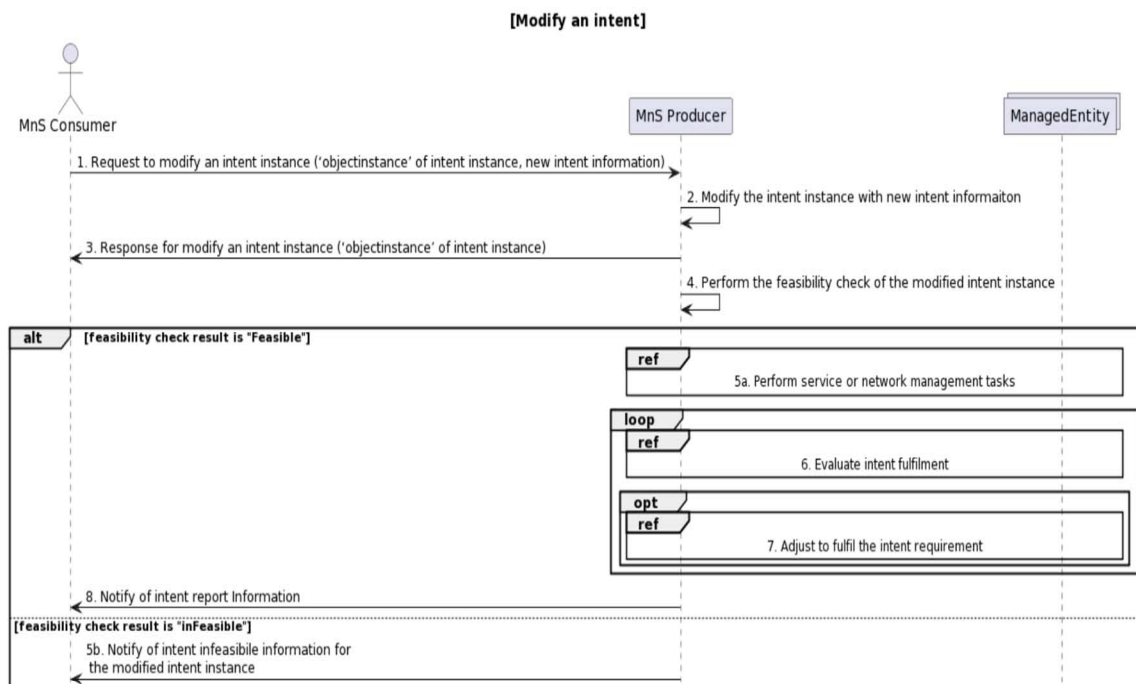 [Modify an intent]
MnS Consumer
MnS Producer
ManagedEntity
1. Request to modify an intent instance (‘objectinstance’ of intent instance, new intent information)
2. Modify the intent instance with new intent informaiton
3. Response for modify an intent instance (‘objectinstance’ of intent instance)
4. Perform the feasibility check of the modified intent instance
alt
[feasibility check result is "Feasible"]
ref
5a. Perform service or network management tasks
loop
ref
6. Evaluate intent fulfilment
opt
ref
7. Adjust to fulfil the intent requirement
8. Notify of intent report Information
[feasibility check result is "inFeasible"]
5b. Notify of intent infeasibile information for
the modified intent instance